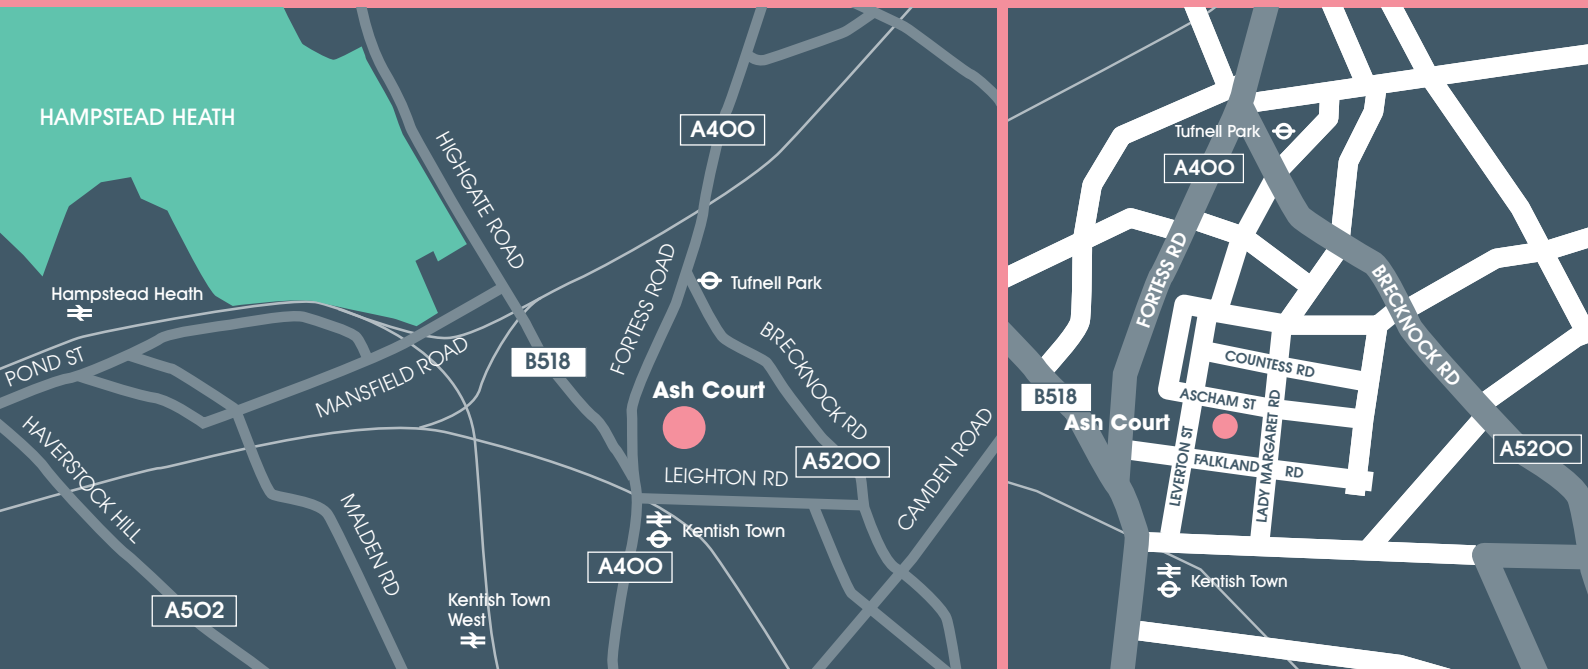 HAMPSTEAD HEATH
A400
HIGHGATE ROAD
FORTESS ROAD
Tufnell Park
Hampstead Heath
POND ST
MANSFIELD ROAD
B518
BRECKNOCK RD
Ash Court
A5200
LEIGHTON RD
CAMDEN ROAD
HAVERSTOCK HILL
MALDEN RD
Kentish Town
A400
A502
Kentish Town
West
Tufnell Park
A400
FORTESS RD
BRECKNOCK RD
COUNTESS RD
B518
ASCHAM ST
Ash Court
LEVERTON ST
LADY MARGARET RD
FALKLAND RD
A5200
Kentish Town